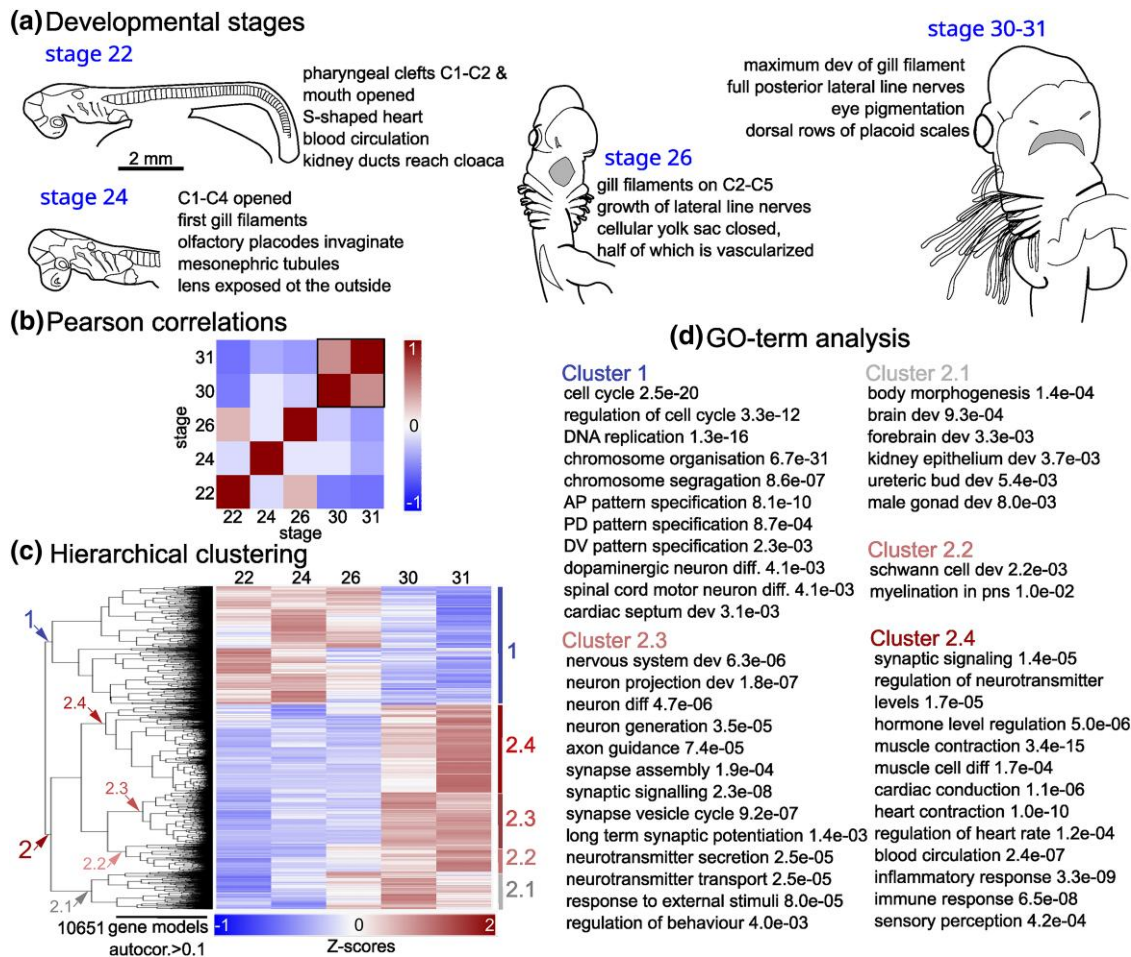 (a) Developmental stages
stage 22
pharyngeal clefts C1-C2 &
mouth opened
S-shaped heart
blood circulation
kidney ducts reach cloaca
2 mm
stage 24
C1-C4 opened
first gill filaments
olfactory placodes invaginate
mesonephric tubules
lens exposed ot the outside
stage 26
gill filaments on C2-C5
growth of lateral line nerves
cellular yolk sac closed,
half of which is vascularized
stage 30-31
maximum dev of gill filament
full posterior lateral line nerves
eye pigmentation
dorsal rows of placoid scales
(b) Pearson correlations
stage
31
30
26
24
22
22 24 26 30 31
stage
1
0
-1
(c) Hierarchical clustering
22 24 26 30 31
1
2.4
2.3
2
2.2
2.1
1
2.4
2.3
2.2
2.1
10651 gene models
autocor.>0.1
-1 0 2
Z-scores
(d) GO-term analysis
Cluster 1
cell cycle 2.5e-20
regulation of cell cycle 3.3e-12
DNA replication 1.3e-16
chromosome organisation 6.7e-31
chromosome segragation 8.6e-07
AP pattern specification 8.1e-10
PD pattern specification 8.7e-04
DV pattern specification 2.3e-03
dopaminergic neuron diff. 4.1e-03
spinal cord motor neuron diff. 4.1e-03
cardiac septum dev 3.1e-03
Cluster 2.1
body morphogenesis 1.4e-04
brain dev 9.3e-04
forebrain dev 3.3e-03
kidney epithelium dev 3.7e-03
ureteric bud dev 5.4e-03
male gonad dev 8.0e-03
Cluster 2.2
schwann cell dev 2.2e-03
myelination in pns 1.0e-02
Cluster 2.3
nervous system dev 6.3e-06
neuron projection dev 1.8e-07
neuron diff 4.7e-06
neuron generation 3.5e-05
axon guidance 7.4e-05
synapse assembly 1.9e-04
synaptic signalling 2.3e-08
synapse vesicle cycle 9.2e-07
long term synaptic potentiation 1.4e-03
neurotransmitter secretion 2.5e-05
neurotransmitter transport 2.5e-05
response to external stimuli 8.0e-05
regulation of behaviour 4.0e-03
Cluster 2.4
synaptic signaling 1.4e-05
regulation of neurotransmitter
levels 1.7e-05
hormone level regulation 5.0e-06
muscle contraction 3.4e-15
muscle cell diff 1.7e-04
cardiac conduction 1.1e-06
heart contraction 1.0e-10
regulation of heart rate 1.2e-04
blood circulation 2.4e-07
inflammatory response 3.3e-09
immune response 6.5e-08
sensory perception 4.2e-04